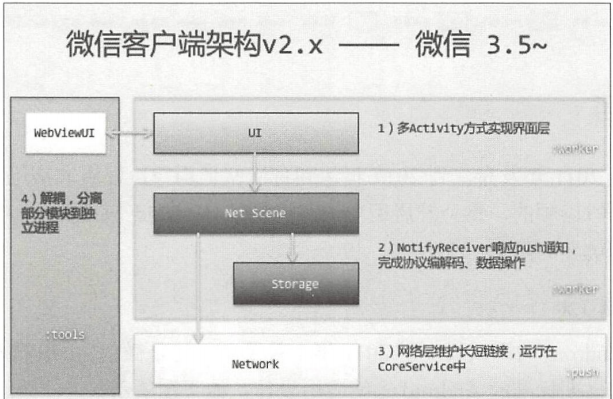 微信客户端架构v2.x —— 微信 3.5~
WebViewUI
UI
1）多Activity方式实现界面层
:worker
4）解耦，分离
部分模块到独
立进程
Net Scene
2）NotifyReceiver响应push通知，
完成协议编解码、数据操作
Storage
:worker
:tools
Network
3）网络层维护长短链接，运行在
CoreService中
:push